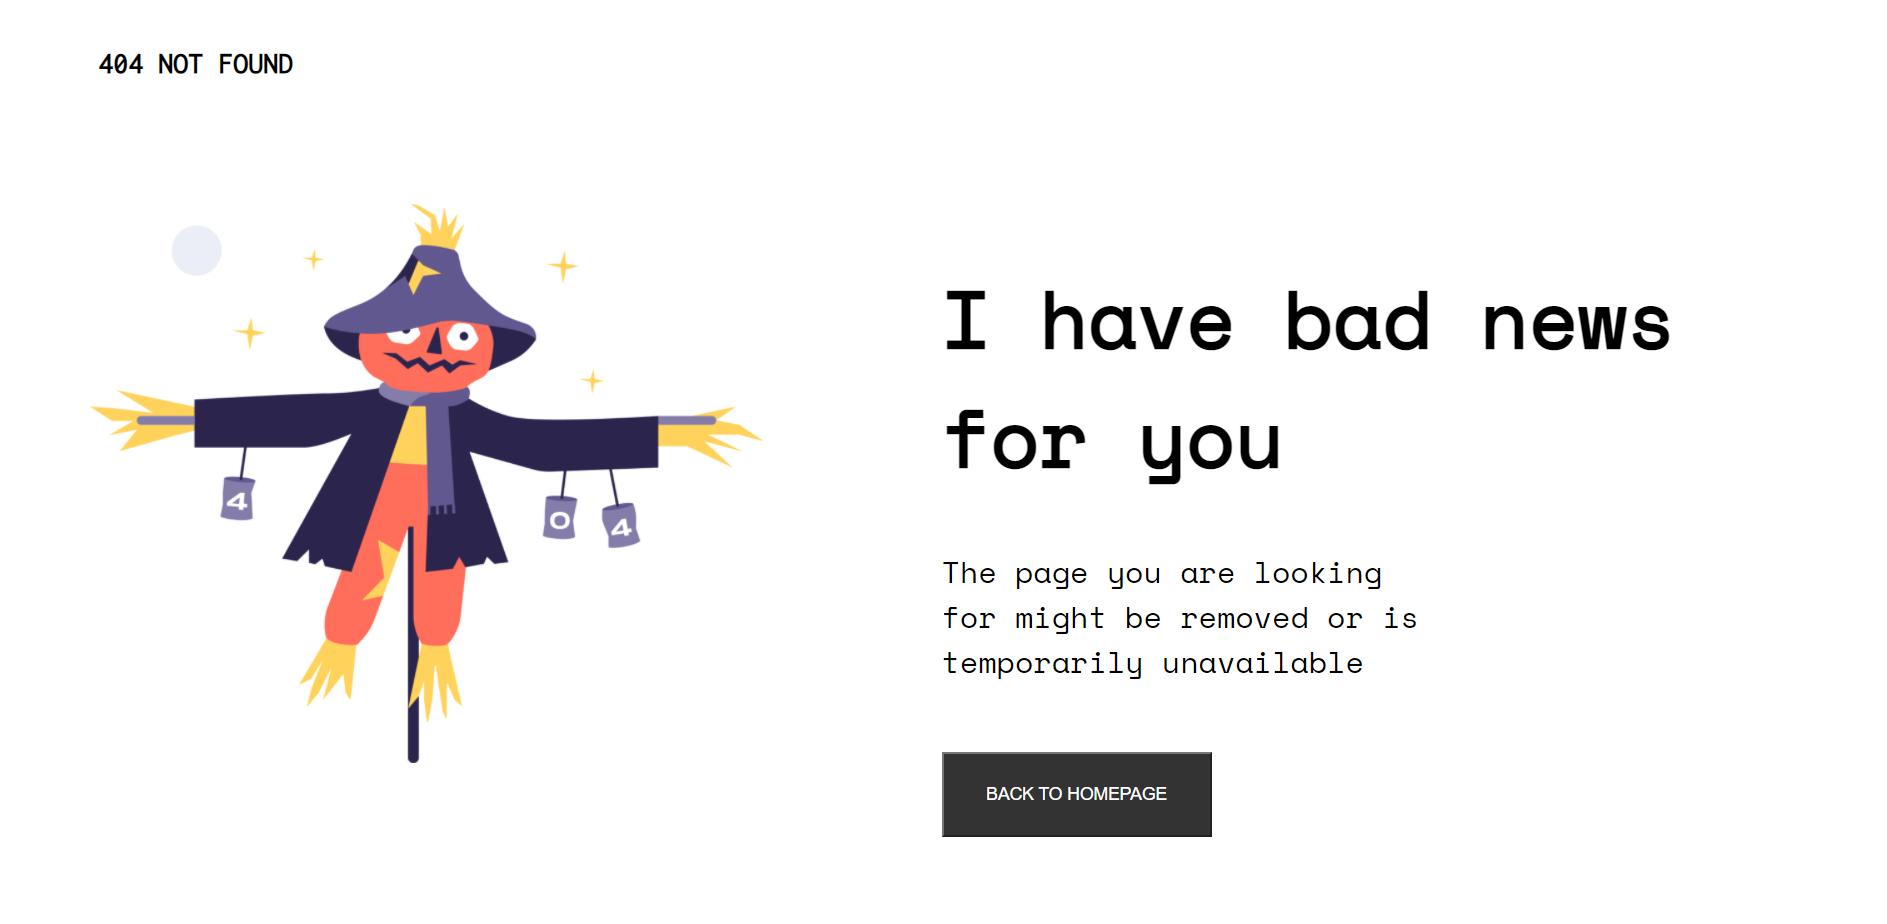 404 NOT FOUND
4
0
4
I have bad news
for you
The page you are looking
for might be removed or is
temporarily unavailable
BACK TO HOMEPAGE